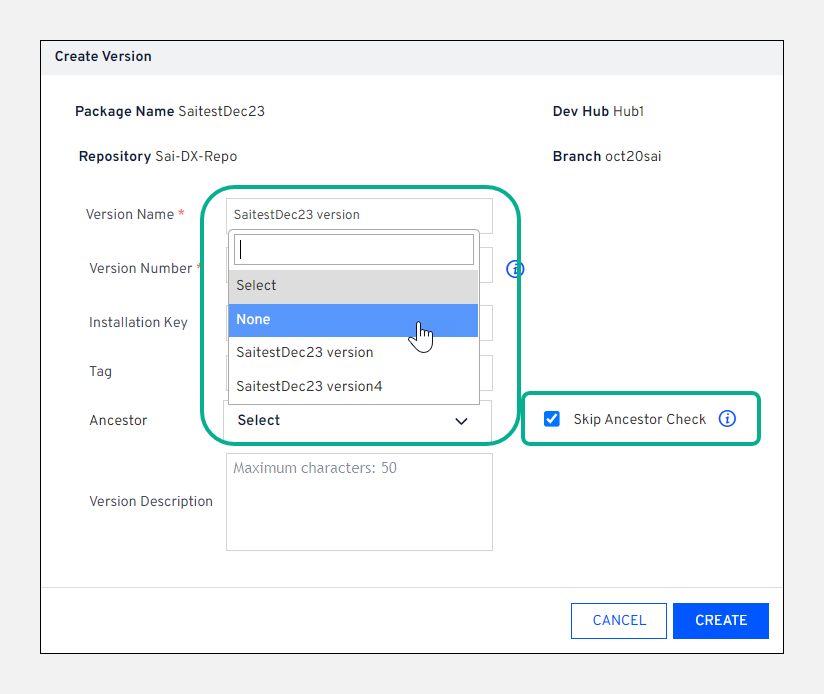 Create Version
Package Name SaitestDec23
Dev Hub Hub1
Repository Sai-DX-Repo
Branch oct20sai
Version Name *
SaitestDec23 version
Version Number *
i
Select
None
Installation Key
SaitestDec23 version
Tag
SaitestDec23 version4
Ancestor
Select
Skip Ancestor Check i
Maximum characters: 50
Version Description
CANCEL
CREATE